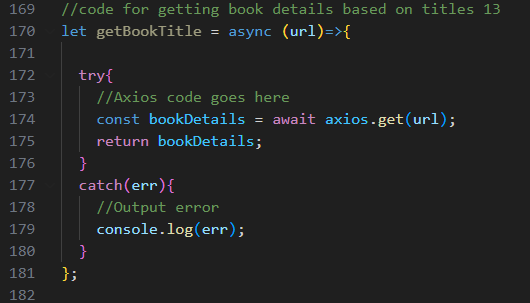 169 //code for getting book details based on titles 13
170 let getBookTitle = async (url)=>{
171
172 try{
173 //Axios code goes here
174 const bookDetails = await axios.get(url);
175 return bookDetails;
176 }
177 catch(err){
178 //Output error
179 console.log(err);
180 }
181 };
182